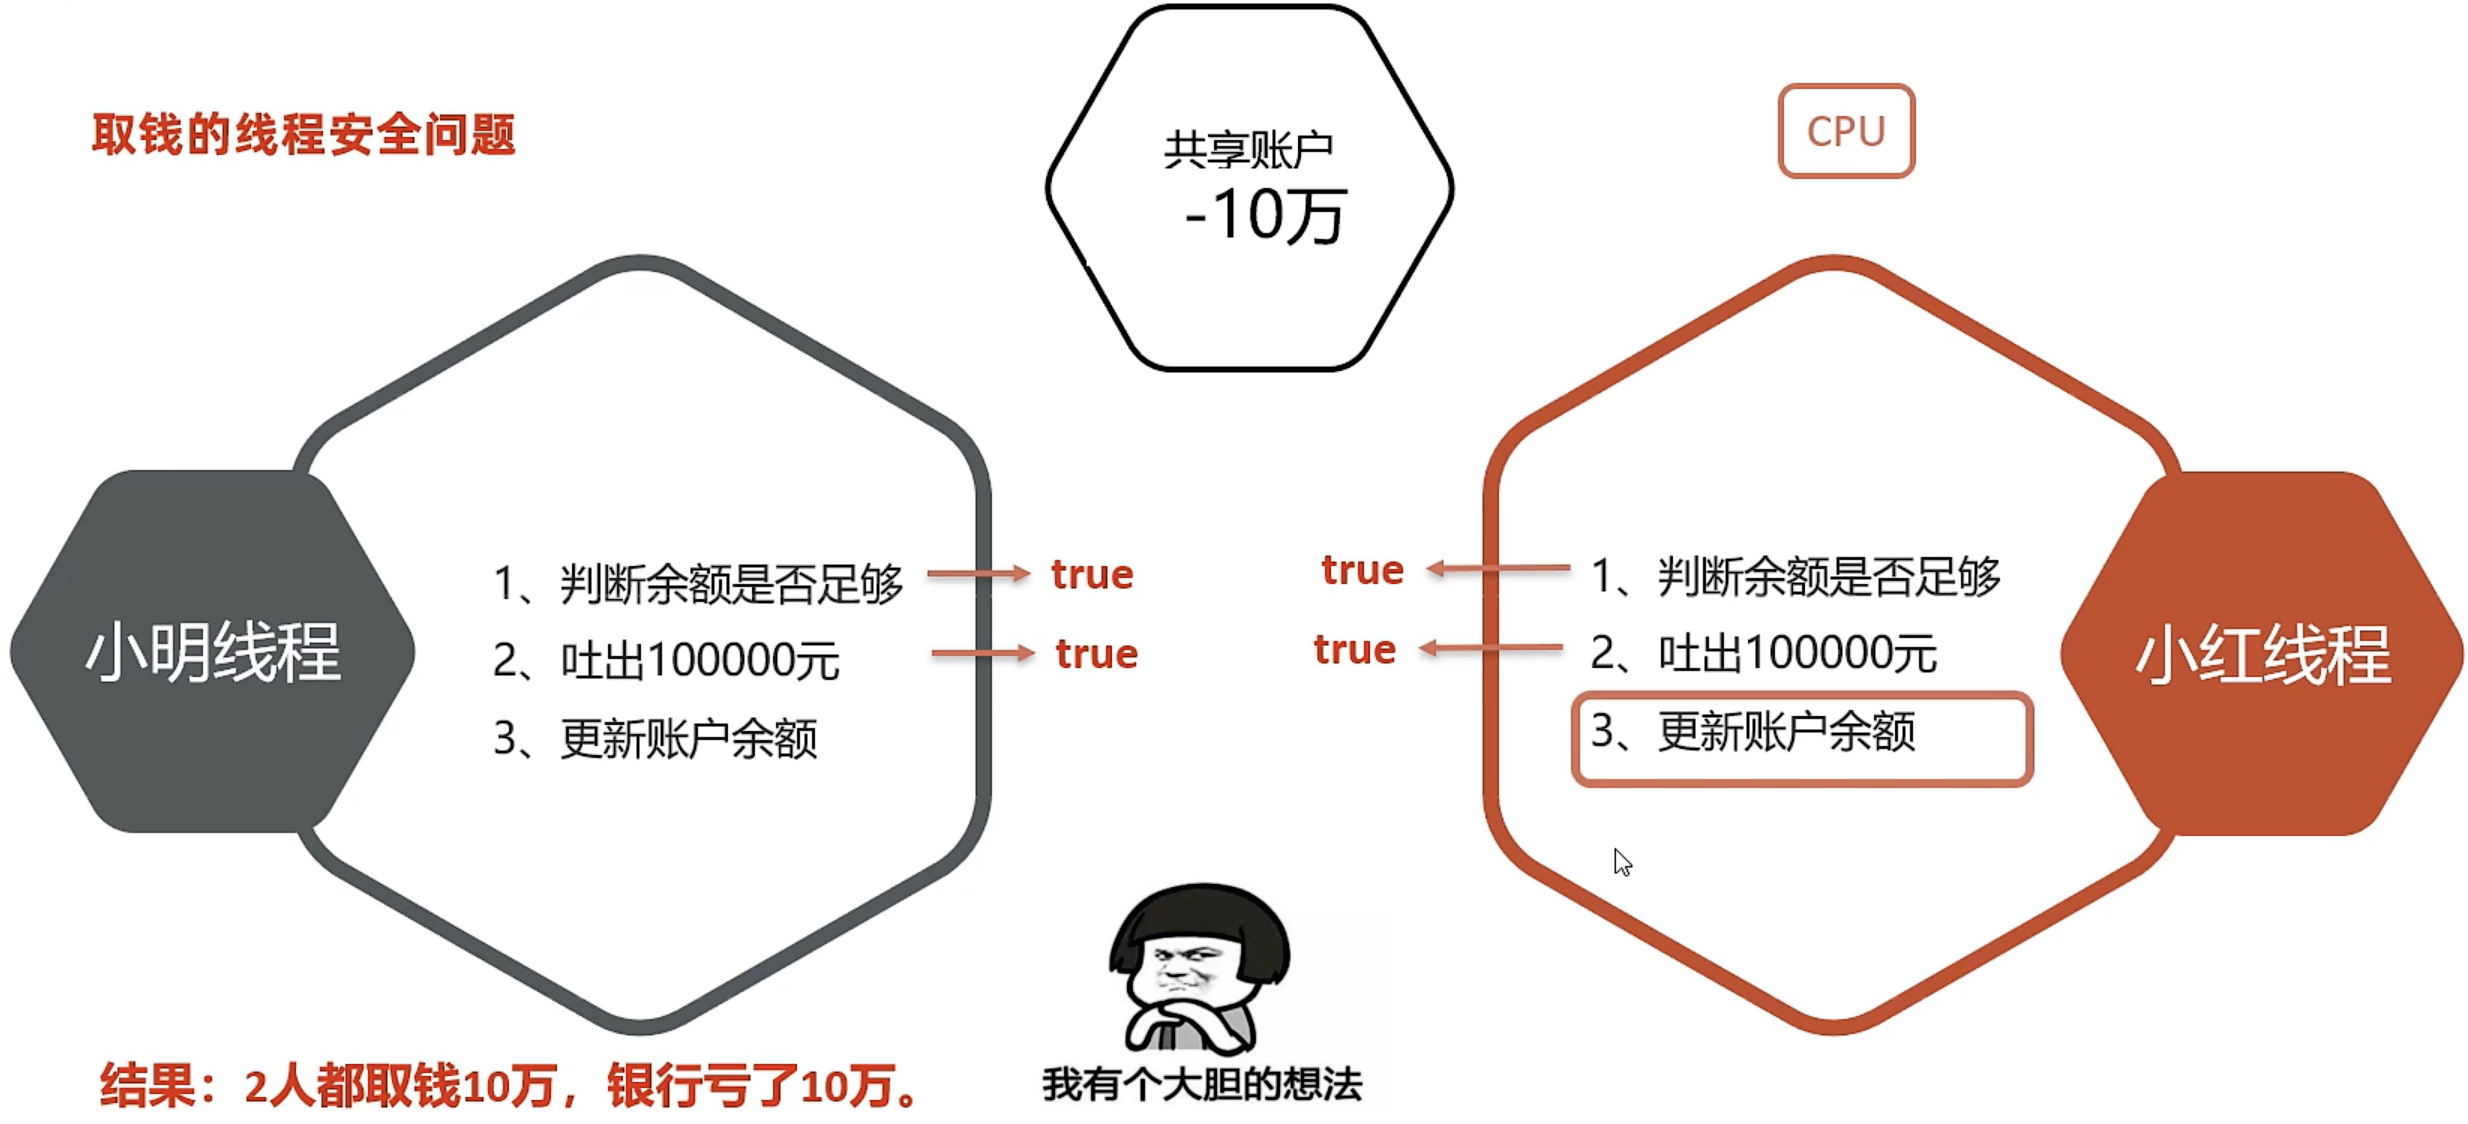 取钱的线程安全问题
共享账户
-10万
CPU
小明线程
1、判断余额是否足够
true
2、吐出100000元
true
3、更新账户余额
true
1、判断余额是否足够
true
2、吐出100000元
3、更新账户余额
小红线程
结果：2人都取钱10万，银行亏了10万。
我有个大胆的想法